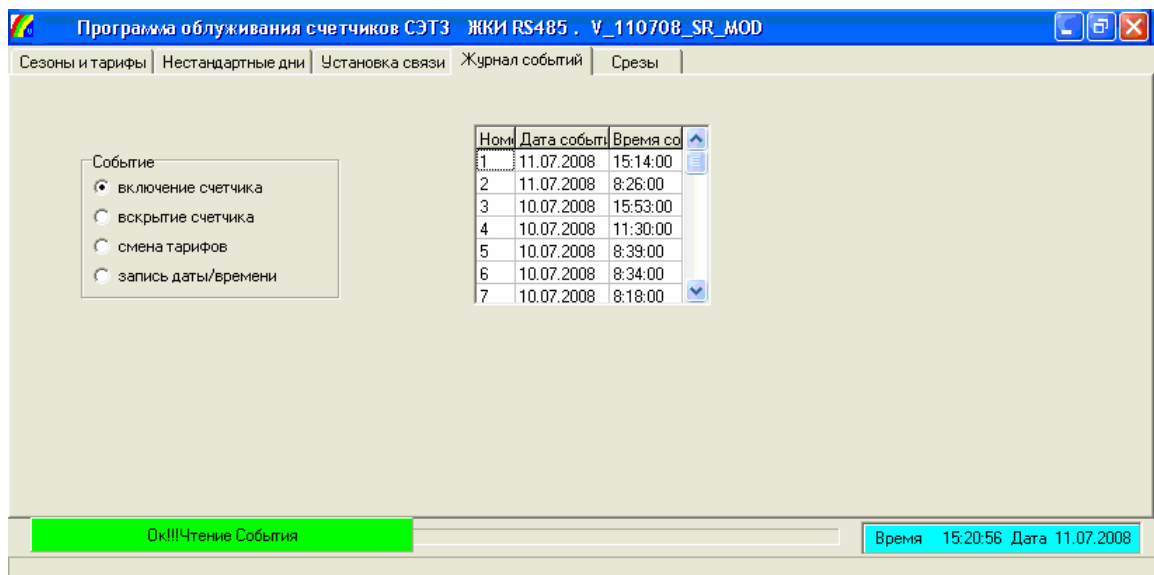 Программа облуживания счетчиков СЭТ3 ЖКИ RS485 . V_110708_SR_MOD
Сезоны и тарифы Нестандартные дни Установка связи Журнал событий Срезы
Событие
включение счетчика
вскрытие счетчика
смена тарифов
запись даты/времени
Номе Дата событи Время со
1 11.07.2008 15:14:00
2 11.07.2008 8:26:00
3 10.07.2008 15:53:00
4 10.07.2008 11:30:00
5 10.07.2008 8:39:00
6 10.07.2008 8:34:00
7 10.07.2008 8:18:00
Ок!!!Чтение События
Время 15:20:56 Дата 11.07.2008